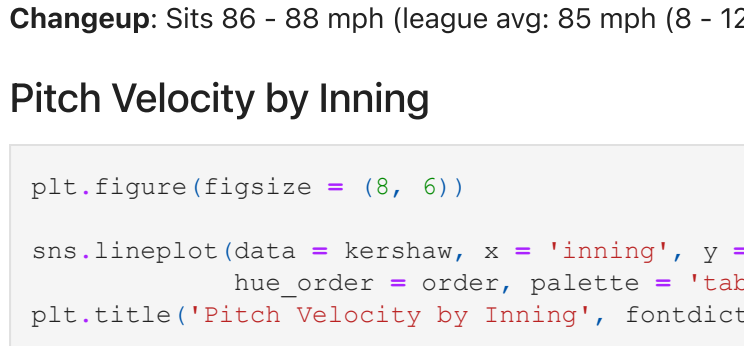 Changeup: Sits 86 - 88 mph (league avg: 85 mph (8 - 12
Pitch Velocity by Inning
plt.figure(figsize = (8, 6))
sns.lineplot(data = kershaw, x = 'inning', y =
hue_order = order, palette = 'tab
plt.title('Pitch Velocity by Inning', fontdict